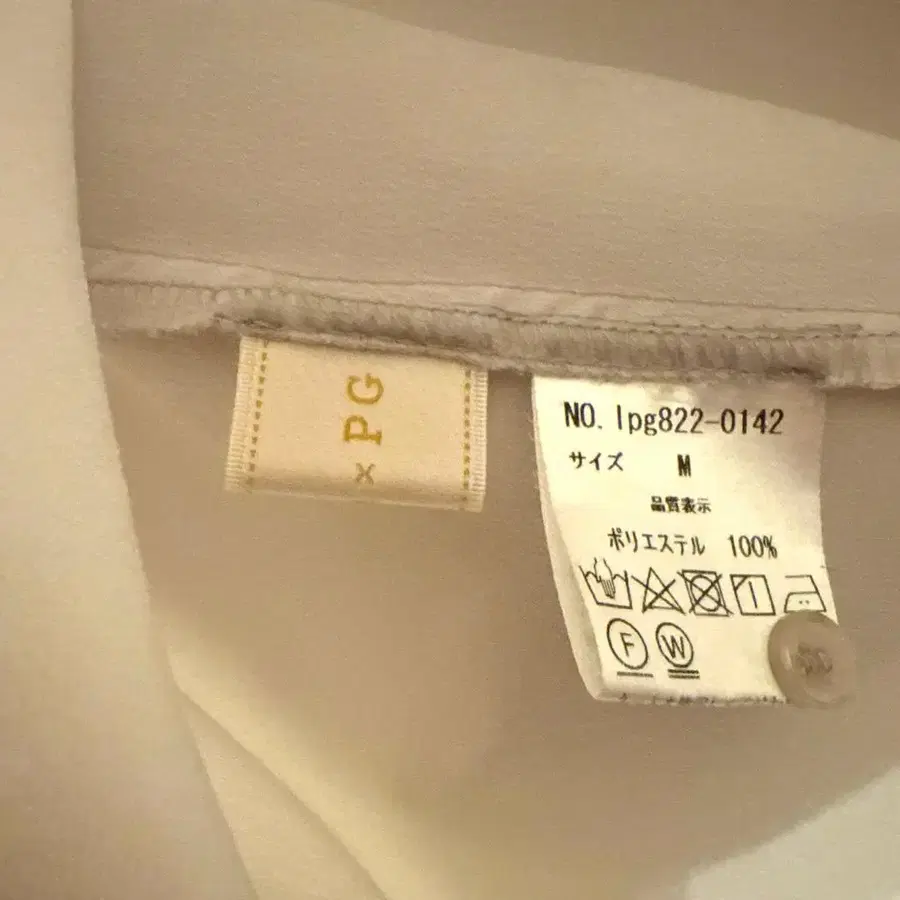 × PG
NO. lpg822-0142
サイズ M
品質表示
ポリエステル 100%
F W